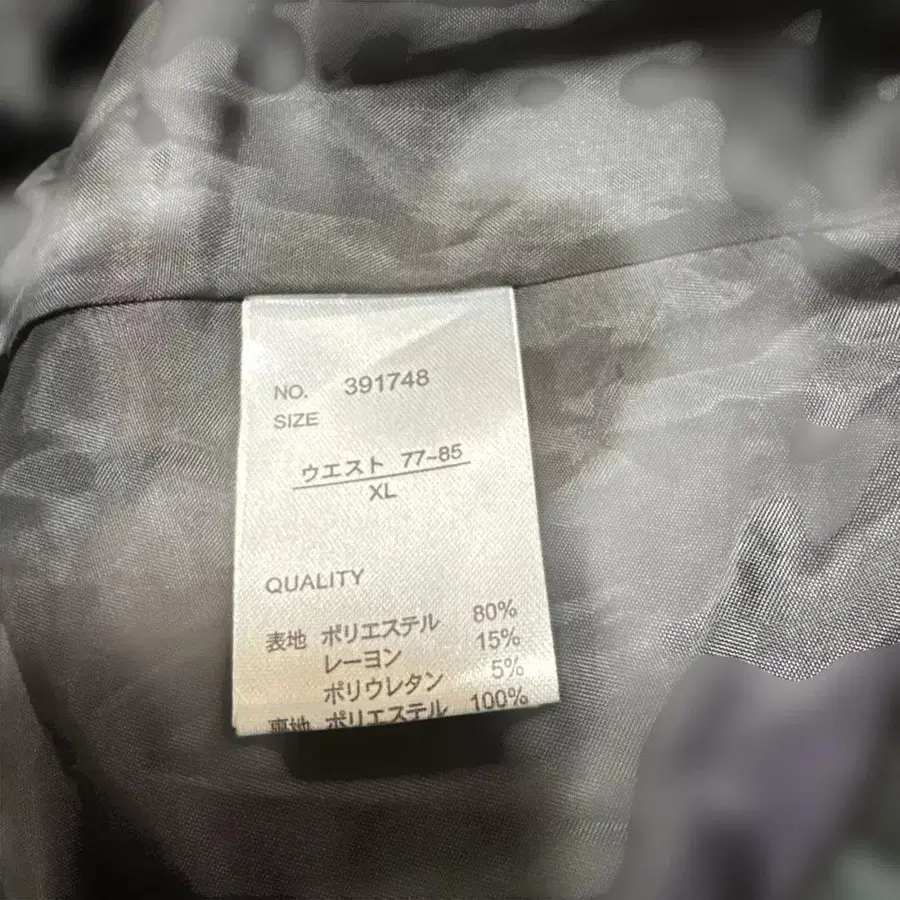 NO. 391748
SIZE
ウエスト 77~85
XL
QUALITY
表地 ポリエステル 80%
レーヨン 15%
ポリウレタン 5%
裏地 ポリエステル 100%